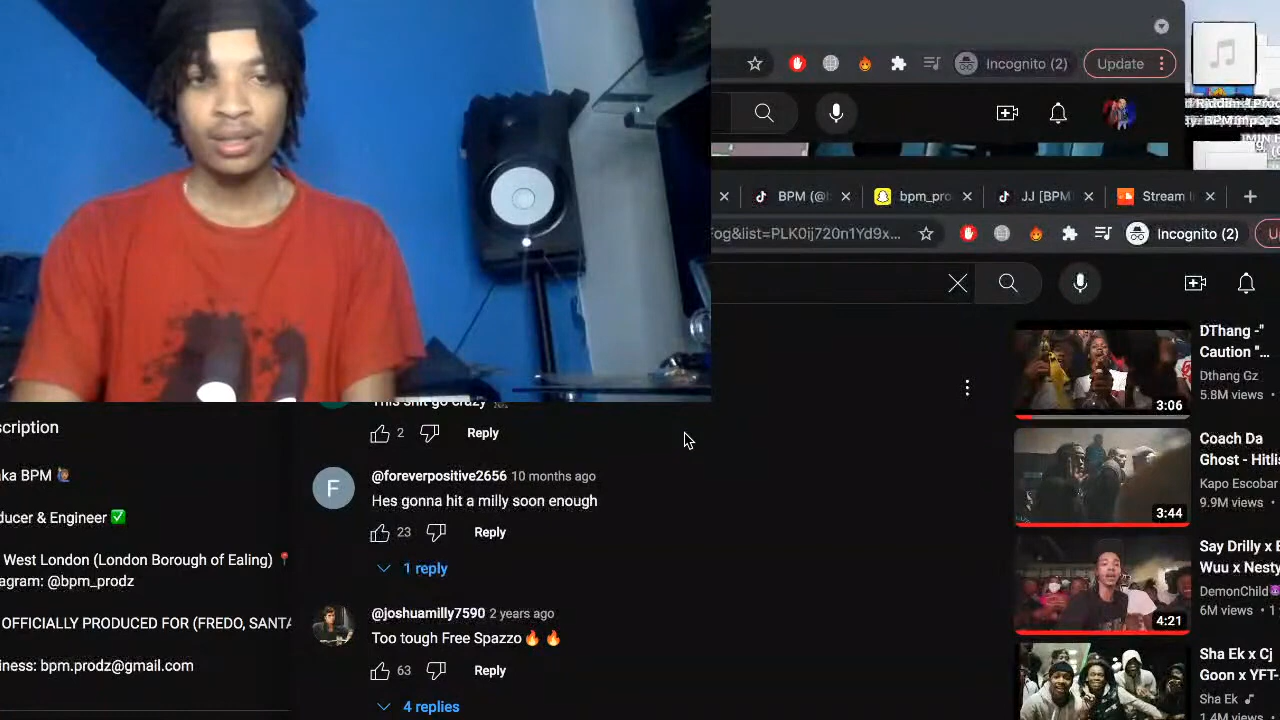 Incognito (2)
Update
BPM (@b
bpm_pro
JJ [BPM
Stream I
Fog&list=PLK0ij720n1Yd9x...
Incognito (2)
DThang -"
Caution "...
Dthang Gz
5.8M views •
3:06
Coach Da
Ghost - Hitlis
Kapo Escobar
9.9M views •
3:44
Say Drilly x B
Wuu x Nesty
DemonChild
6M views • 1
4:21
Sha Ek x Cj
Goon x YFT-
Sha Ek
1.4M views
This shit go crazy
2
Reply
@foreverpositive2656 10 months ago
F
Hes gonna hit a milly soon enough
23
Reply
1 reply
@joshuamilly7590 2 years ago
Too tough Free Spazzo🔥 🔥
63
Reply
4 replies
scription
aka BPM 🙋🏾‍♂️
ducer & Engineer ✅
West London (London Borough of Ealing) 📍
agram: @bpm_prodz
OFFICIALLY PRODUCED FOR (FREDO, SANTA
iness: bpm.prodz@gmail.com